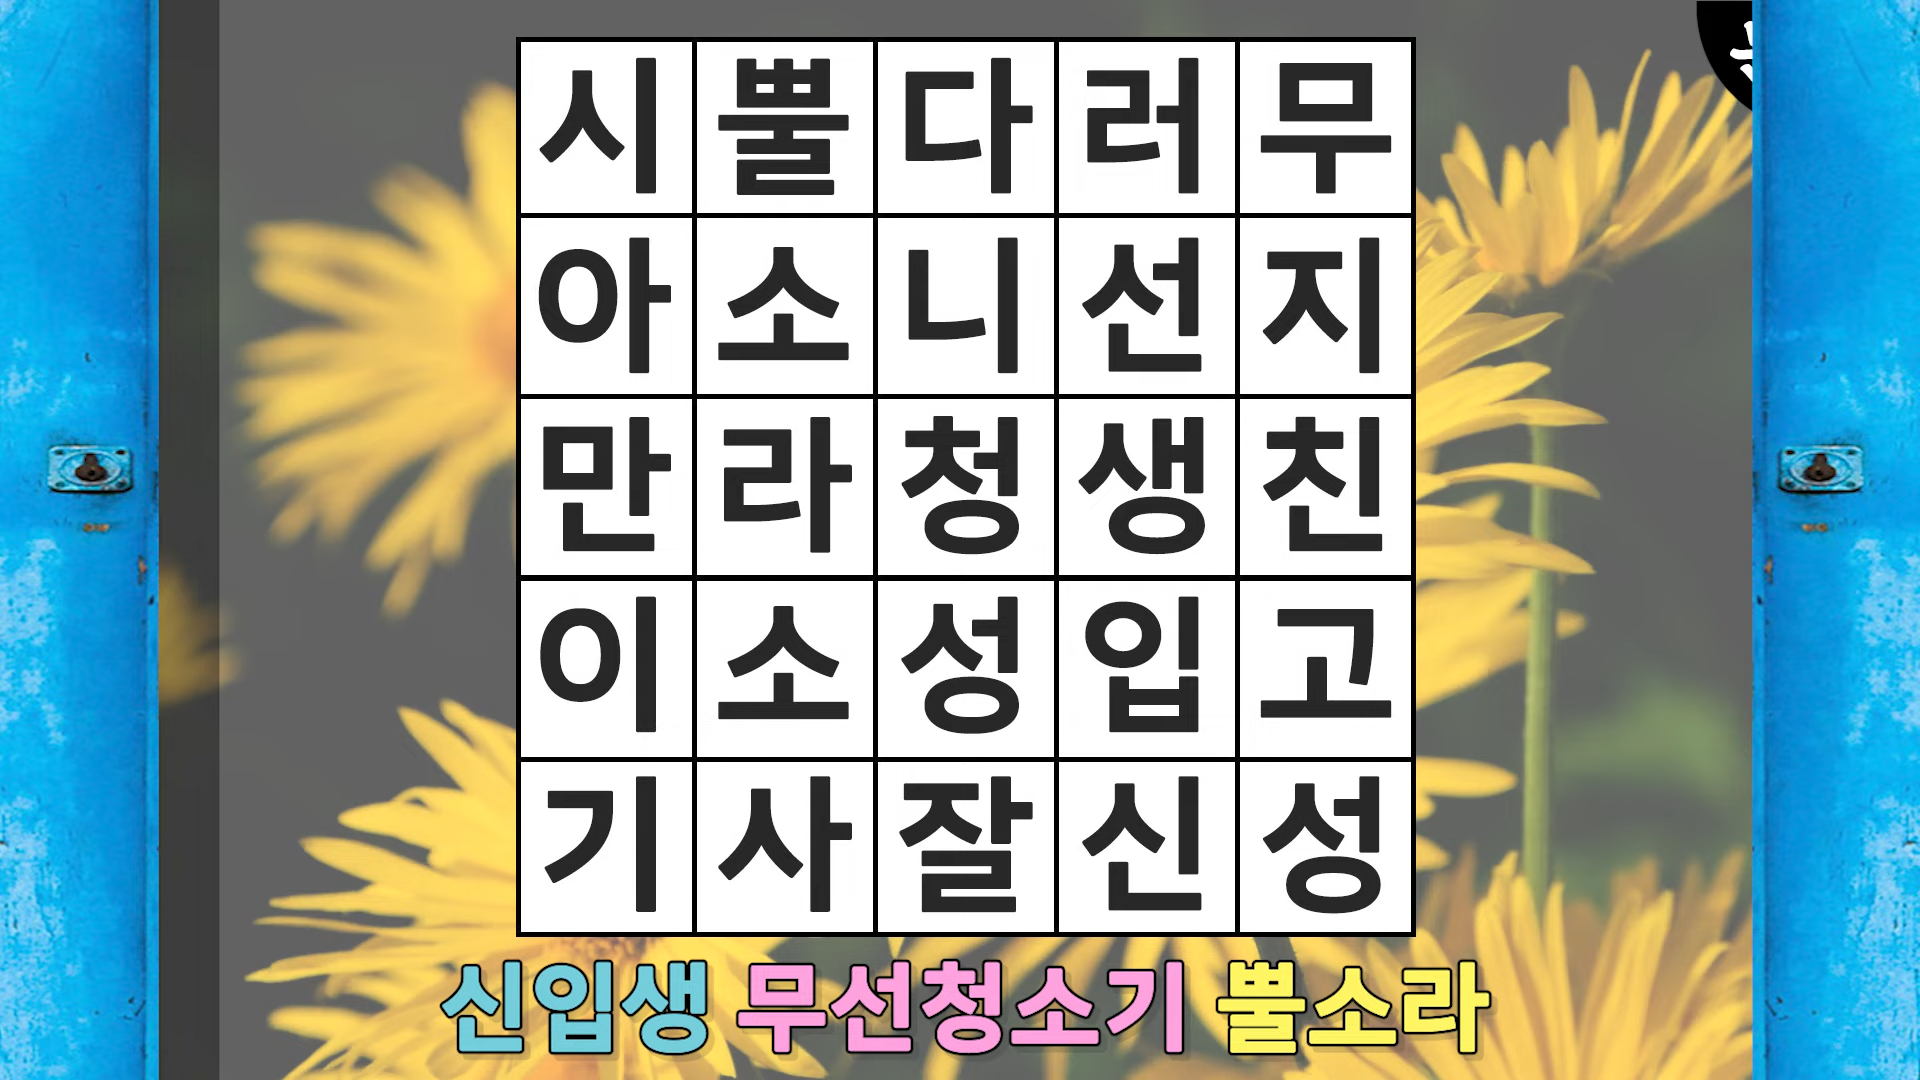 시 뿔 다 러 무
아 소 니 선 지
만 라 청 생 친
이 소 성 입 고
기 사 잘 신 성
신입생 무선청소기 뿔소라